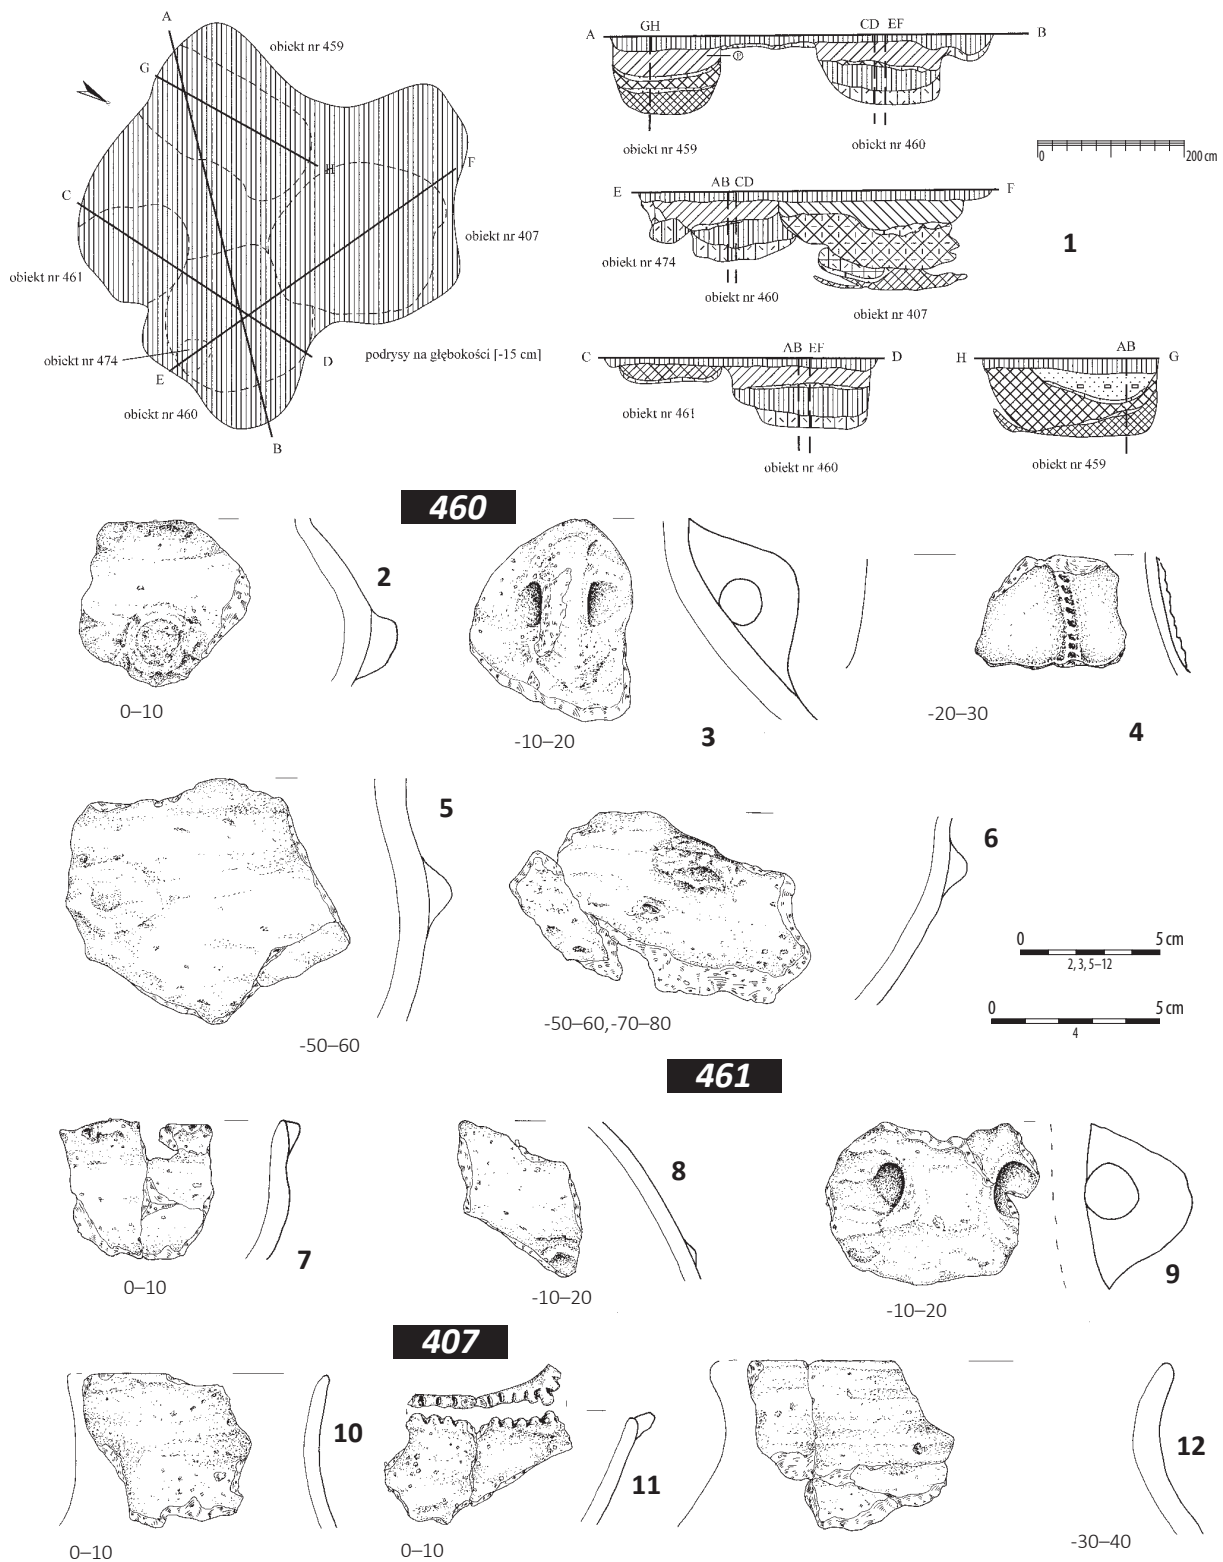 A
obiekt nr 459
G
H
F
C
obiekt nr 407
obiekt nr 461
obiekt nr 474
E
D
podrysy na głębokości [-15 cm]
obiekt nr 460
B
A GH CD EF B
P
obiekt nr 459
obiekt nr 460
0 200 cm
E AB CD F
1
obiekt nr 474
obiekt nr 460
obiekt nr 407
C AB EF D
H AB G
obiekt nr 461
obiekt nr 460
obiekt nr 459
460
2
0–10
3
-10–20
4
-20–30
5
-50–60
6
-50–60,-70–80
0 5 cm
2, 3, 5–12
0 5 cm
4
461
7
0–10
8
-10–20
9
-10–20
407
10
0–10
11
0–10
12
-30–40